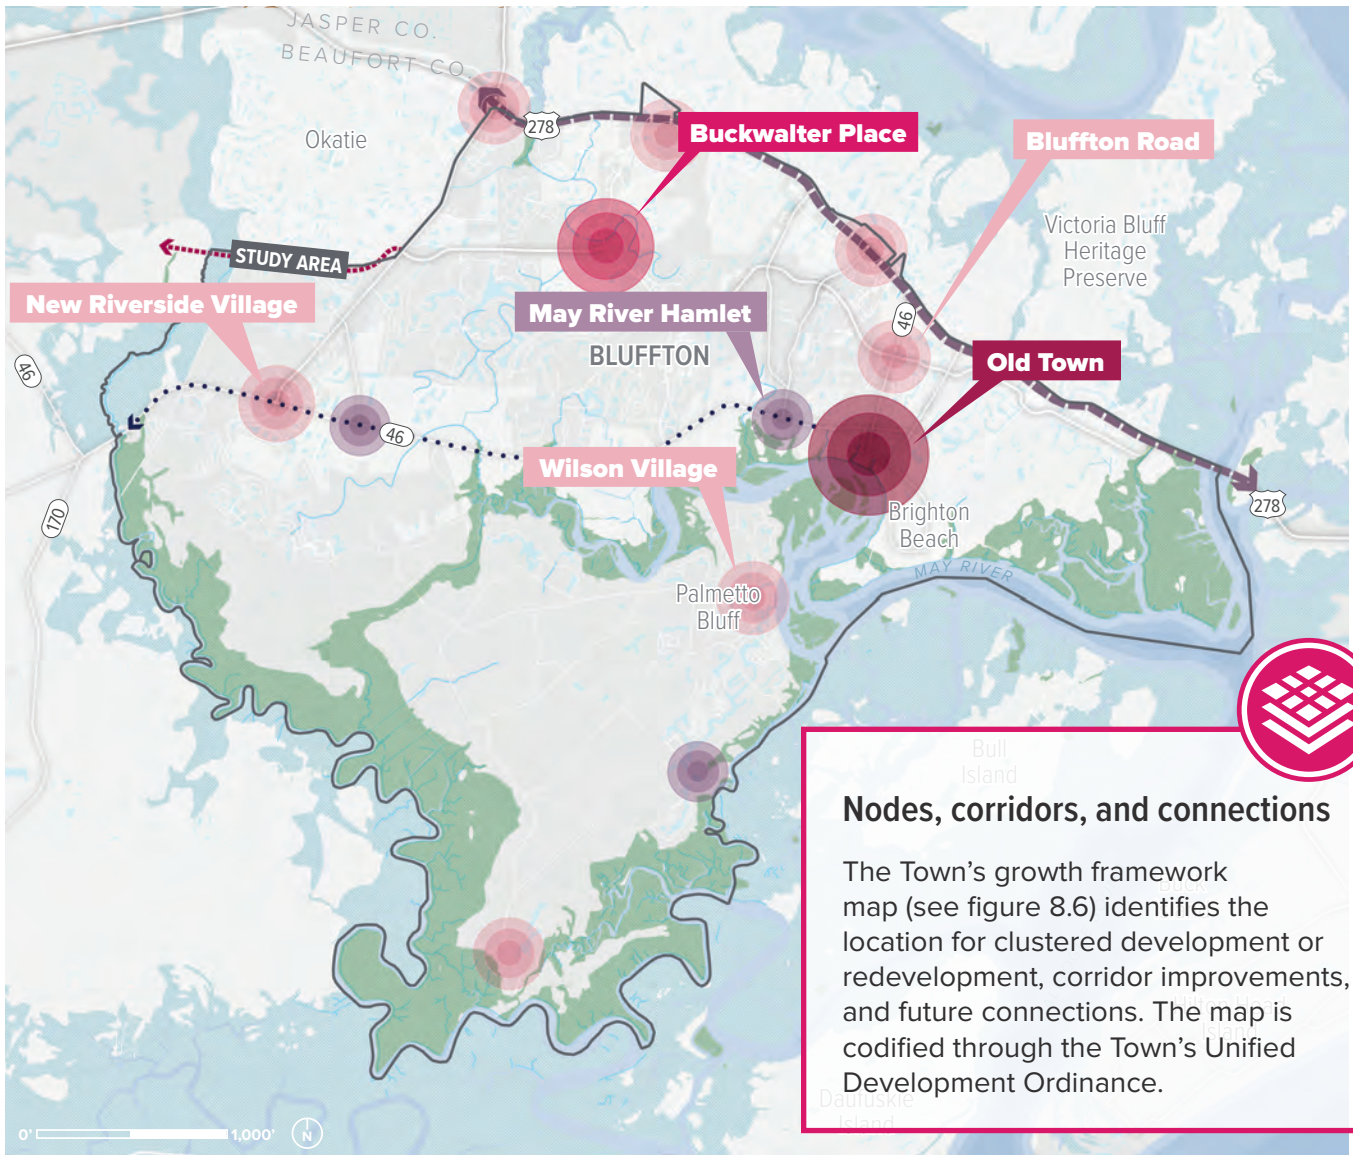 JASPER CO.
BEAUFORT CO.
Okatie
278
Buckwalter Place
Bluffton Road
Victoria Bluff
Heritage
Preserve
STUDY AREA
New Riverside Village
May River Hamlet
BLUFFTON
46
46
Old Town
46
Wilson Village
170
278
Brighton
Beach
MAY RIVER
Palmetto
Bluff
Bull
Island
Nodes, corridors, and connections
The Town's growth framework
map (see figure 8.6) identifies the
location for clustered development or
redevelopment, corridor improvements,
and future connections. The map is
codified through the Town's Unified
Development Ordinance.
Buck
Hilton Head
Island
Daufuskie
Island
0'
1,000'
N